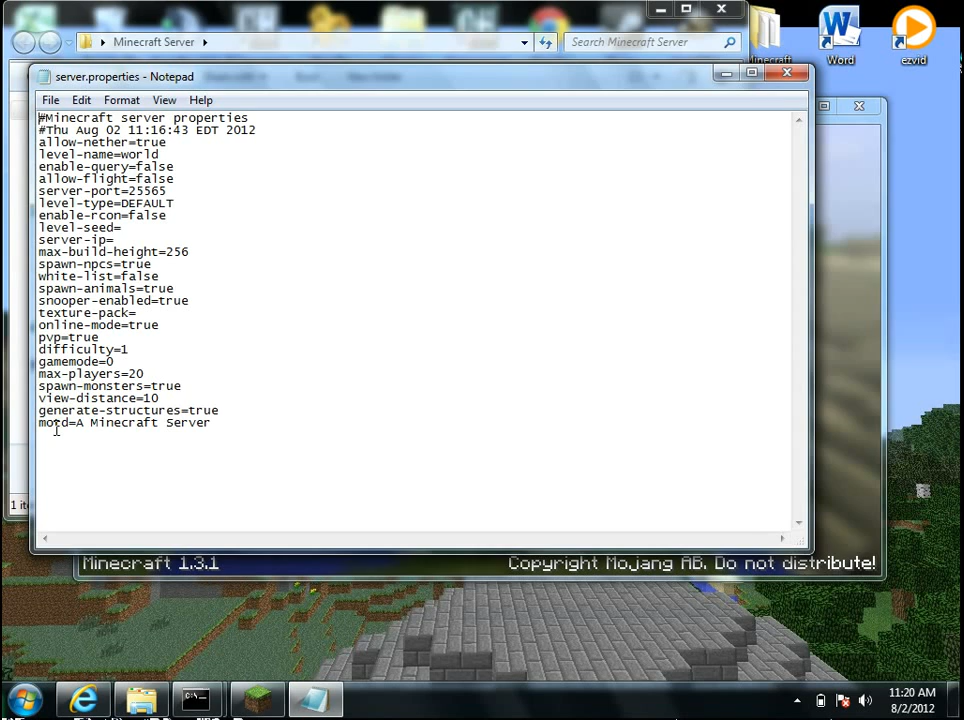 Minecraft Server
Search Minecraft Server
Minecraft
Word
ezvid
server.properties - Notepad
File Edit Format View Help
#Minecraft server properties
#Thu Aug 02 11:16:43 EDT 2012
allow-nether=true
level-name=world
enable-query=false
allow-flight=false
server-port=25565
level-type=DEFAULT
enable-rcon=false
level-seed=
server-ip=
max-build-height=256
spawn-npcs=true
white-list=false
spawn-animals=true
snooper-enabled=true
texture-pack=
online-mode=true
pvp=true
difficulty=1
gamemode=0
max-players=20
spawn-monsters=true
view-distance=10
generate-structures=true
motd=A Minecraft Server
1 ite
Minecraft 1.3.1
Copyright Mojang AB. Do not distribute!
C:\_
11:20 AM
8/2/2012